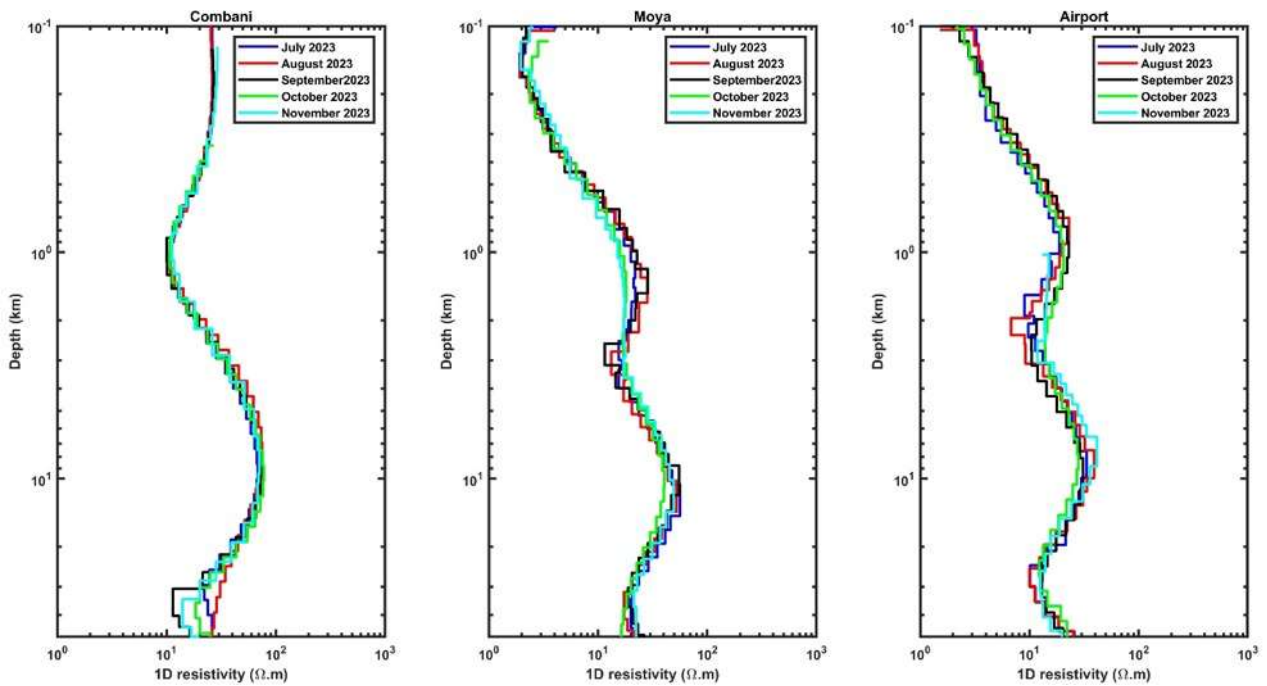 Combani
10^-1
10^0
10^1
Depth (km)
July 2023
August 2023
September2023
October 2023
November 2023
10^0
10^1
10^2
10^3
1D resistivity (Ω.m)
Moya
10^-1
10^0
10^1
Depth (km)
July 2023
August 2023
September 2023
October 2023
November 2023
10^0
10^1
10^2
10^3
1D resistivity (Ω.m)
Airport
10^-1
10^0
10^1
Depth (km)
July 2023
August 2023
September 2023
October 2023
November 2023
10^0
10^1
10^2
10^3
1D resistivity (Ω.m)